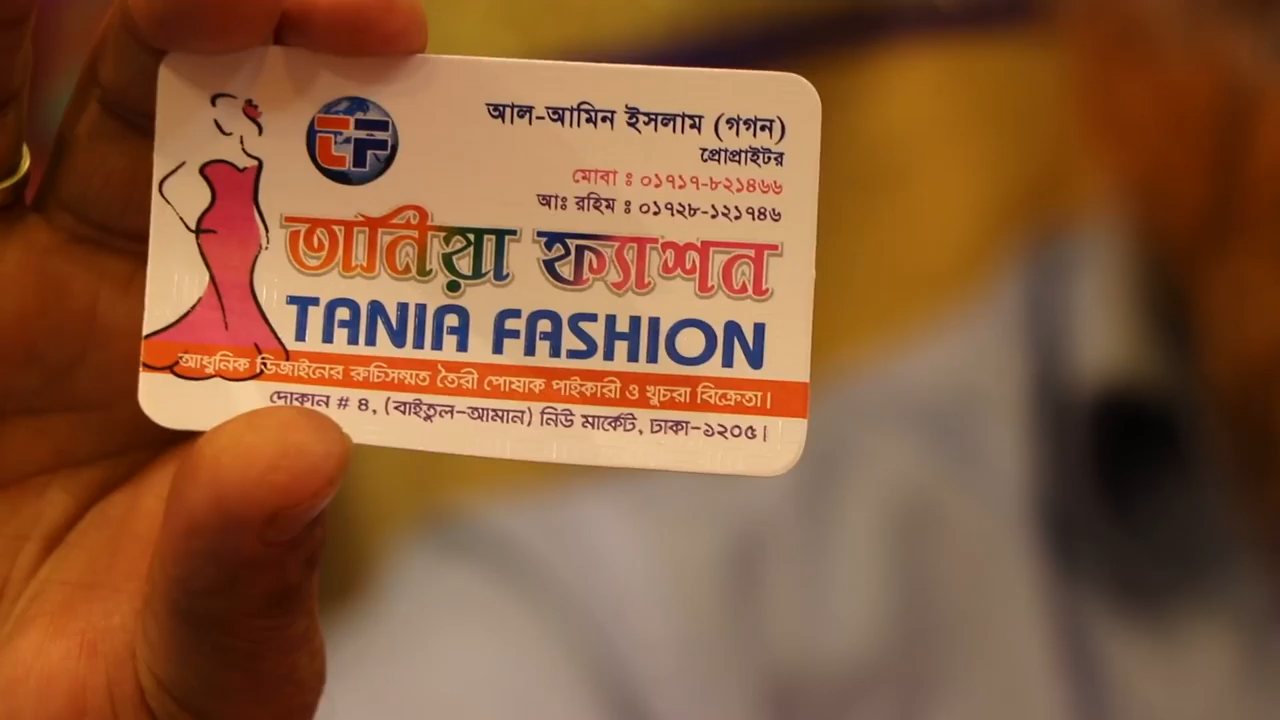 TF
আল-আমিন ইসলাম (গগন)
প্রোপ্রাইটর
মোবা ঃ ০১৭১৭-৮২১৪৬৬
আঃ রহিম ঃ ০১৭২৮-১২১৭৪৬
তানিয়া ফ্যাশন
TANIA FASHION
আধুনিক ডিজাইনের রুচিসম্মত তৈরী পোষাক পাইকারী ও খুচরা বিক্রেতা।
দোকান # ৪, (বাইতুল-আমান) নিউ মার্কেট, ঢাকা-১২০৫।